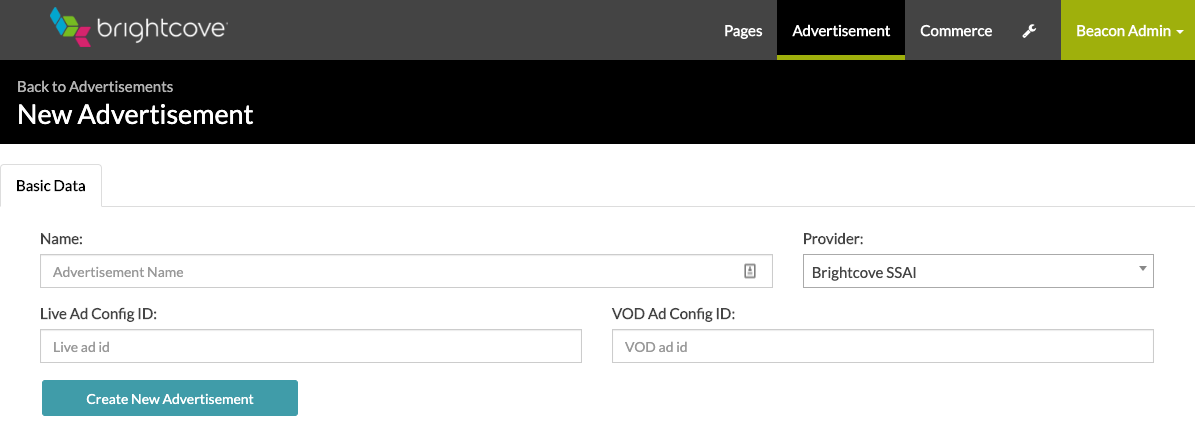 brightcove
Pages Advertisement Commerce Beacon Admin
Back to Advertisements
New Advertisement
Basic Data
Name: Provider:
Advertisement Name Brightcove SSAI
Live Ad Config ID: VOD Ad Config ID:
Live ad id VOD ad id
Create New Advertisement